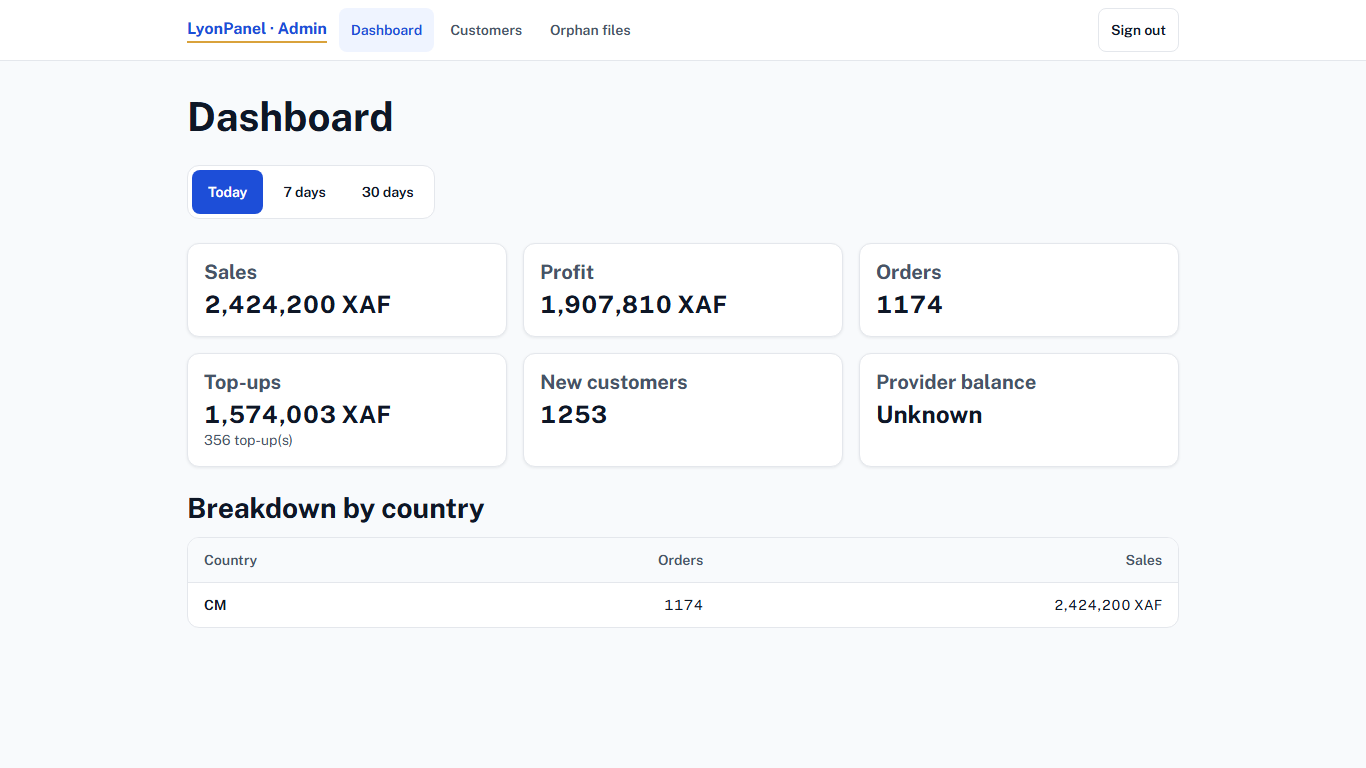 LyonPanel · Admin Dashboard Customers Orphan files Sign out
Dashboard
Today 7 days 30 days
Sales Profit Orders
2,424,200 XAF 1,907,810 XAF 1174
Top-ups New customers Provider balance
1,574,003 XAF 1253 Unknown
356 top-up(s)
Breakdown by country
Country Orders Sales
CM 1174 2,424,200 XAF